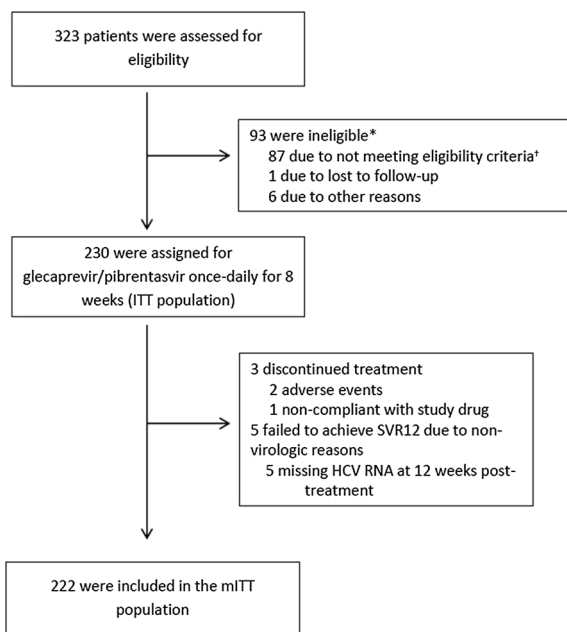 323 patients were assessed for
eligibility
93 were ineligible*
87 due to not meeting eligibility criteria†
1 due to lost to follow-up
6 due to other reasons
230 were assigned for
glecaprevir/pibrentasvir once-daily for 8
weeks (ITT population)
3 discontinued treatment
2 adverse events
1 non-compliant with study drug
5 failed to achieve SVR12 due to non-
virologic reasons
5 missing HCV RNA at 12 weeks post-
treatment
222 were included in the mITT
population